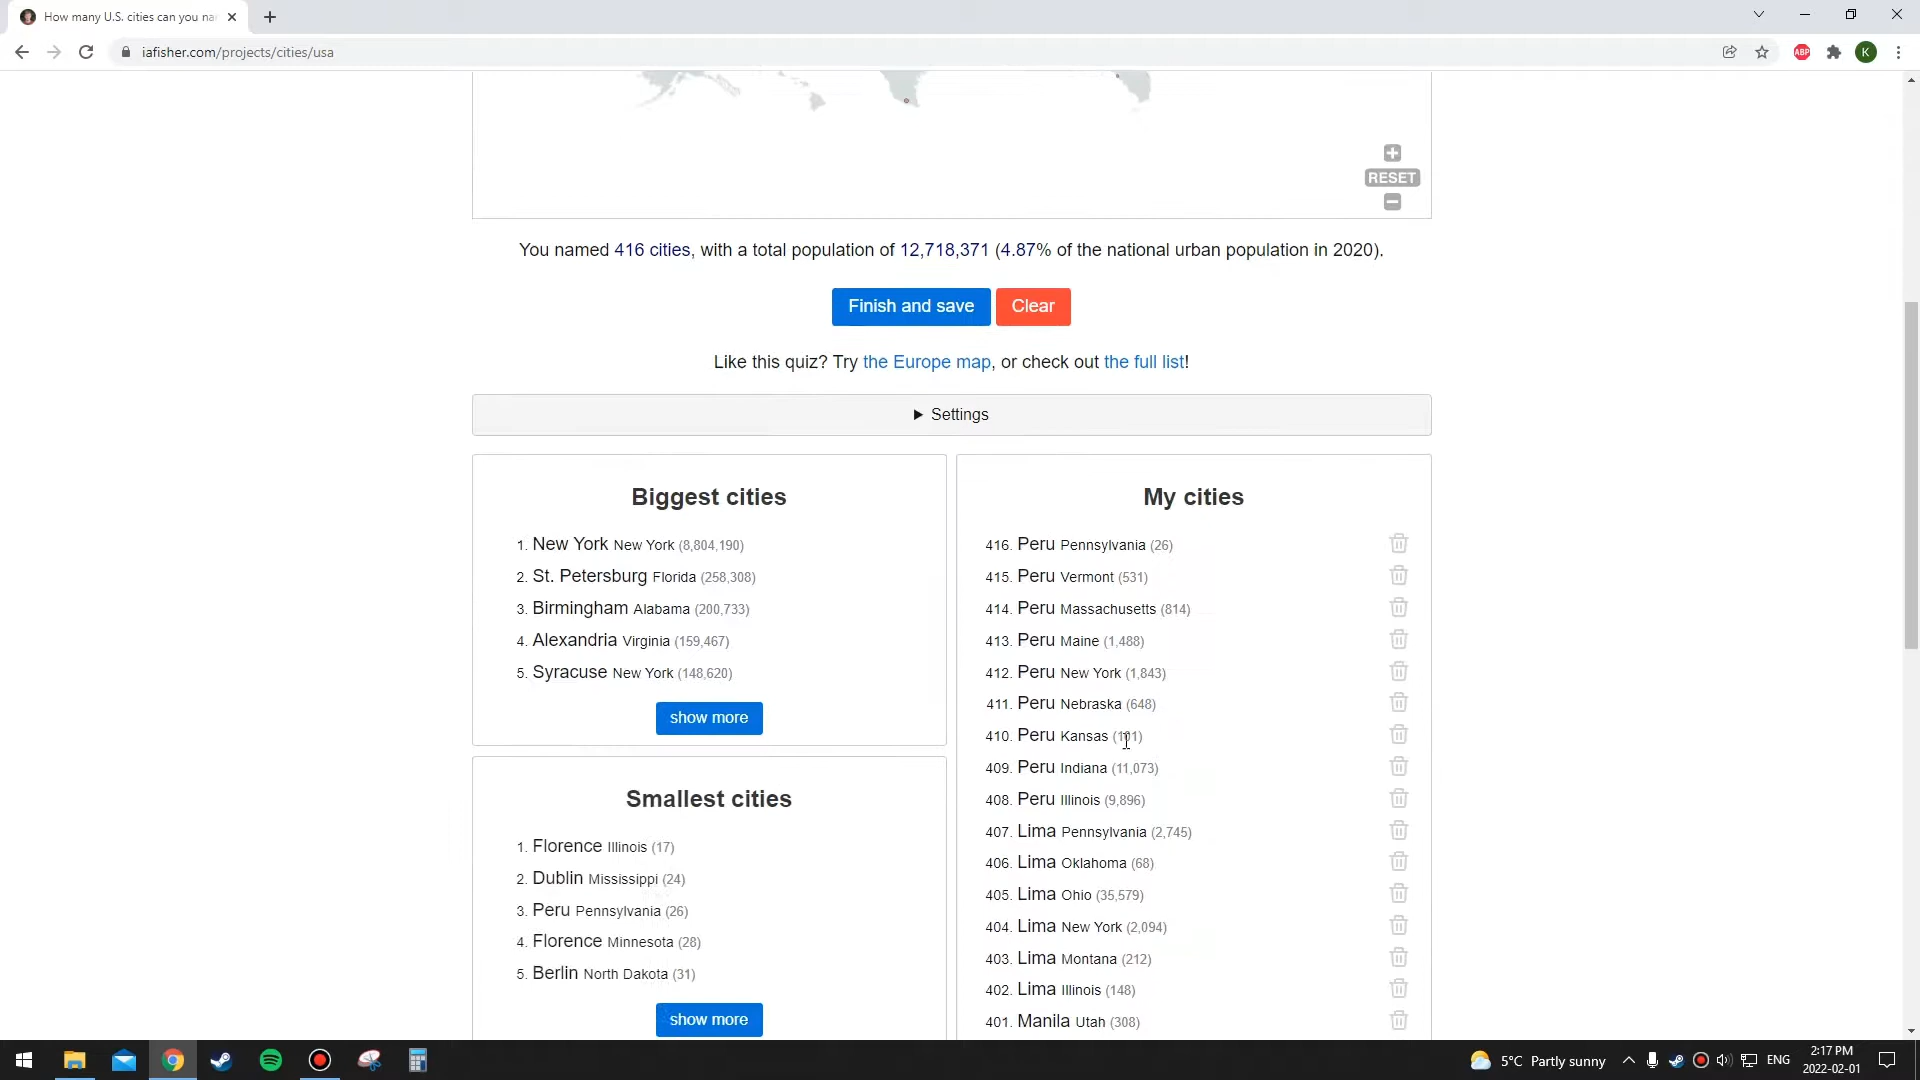 How many U.S. cities can you na
iafisher.com/projects/cities/usa
ABP
K
RESET
You named 416 cities, with a total population of 12,718,371 (4.87% of the national urban population in 2020).
Finish and save
Clear
Like this quiz? Try the Europe map, or check out the full list!
Settings
Biggest cities
1. New York New York (8,804,190)
2. St. Petersburg Florida (258,308)
3. Birmingham Alabama (200,733)
4. Alexandria Virginia (159,467)
5. Syracuse New York (148,620)
show more
Smallest cities
1. Florence Illinois (17)
2. Dublin Mississippi (24)
3. Peru Pennsylvania (26)
4. Florence Minnesota (28)
5. Berlin North Dakota (31)
show more
My cities
416. Peru Pennsylvania (26)
415. Peru Vermont (531)
414. Peru Massachusetts (814)
413. Peru Maine (1,488)
412. Peru New York (1,843)
411. Peru Nebraska (648)
410. Peru Kansas (101)
409. Peru Indiana (11,073)
408. Peru Illinois (9,896)
407. Lima Pennsylvania (2,745)
406. Lima Oklahoma (68)
405. Lima Ohio (35,579)
404. Lima New York (2,094)
403. Lima Montana (212)
402. Lima Illinois (148)
401. Manila Utah (308)
5°C Partly sunny
ENG
2:17 PM
2022-02-01